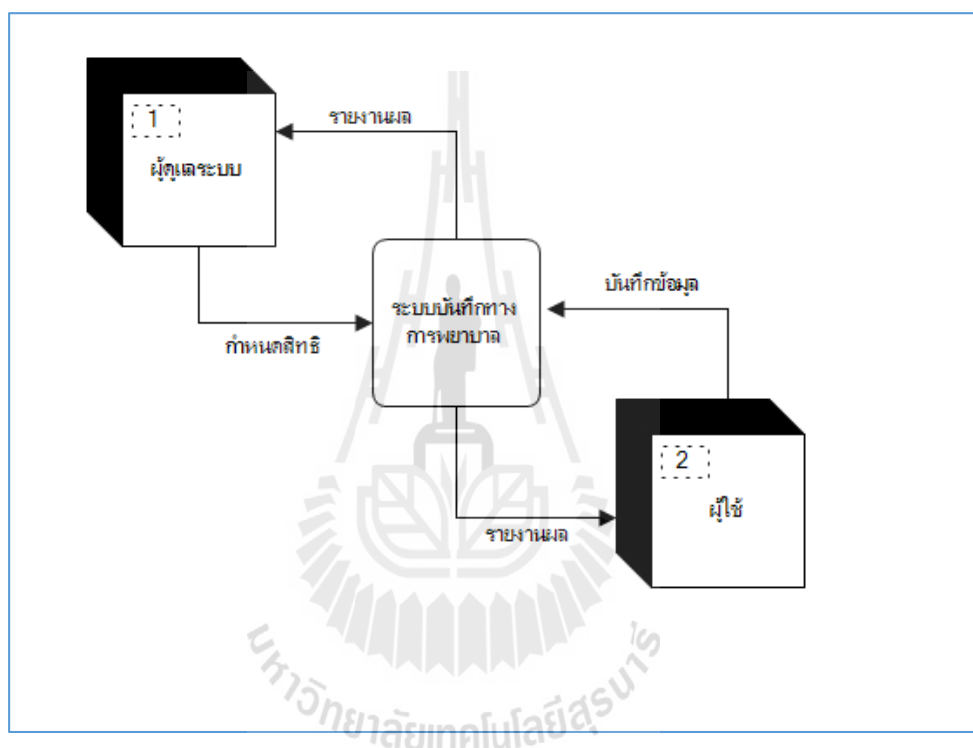 1
ผู้ดูแลระบบ
รายงานผล
กำหนดสิทธิ
ระบบบันทึกทาง
การพยาบาล
บันทึกข้อมูล
2
ผู้ใช้
รายงานผล
มหาวิทยาลัยเทคโนโลยีสุรนารี